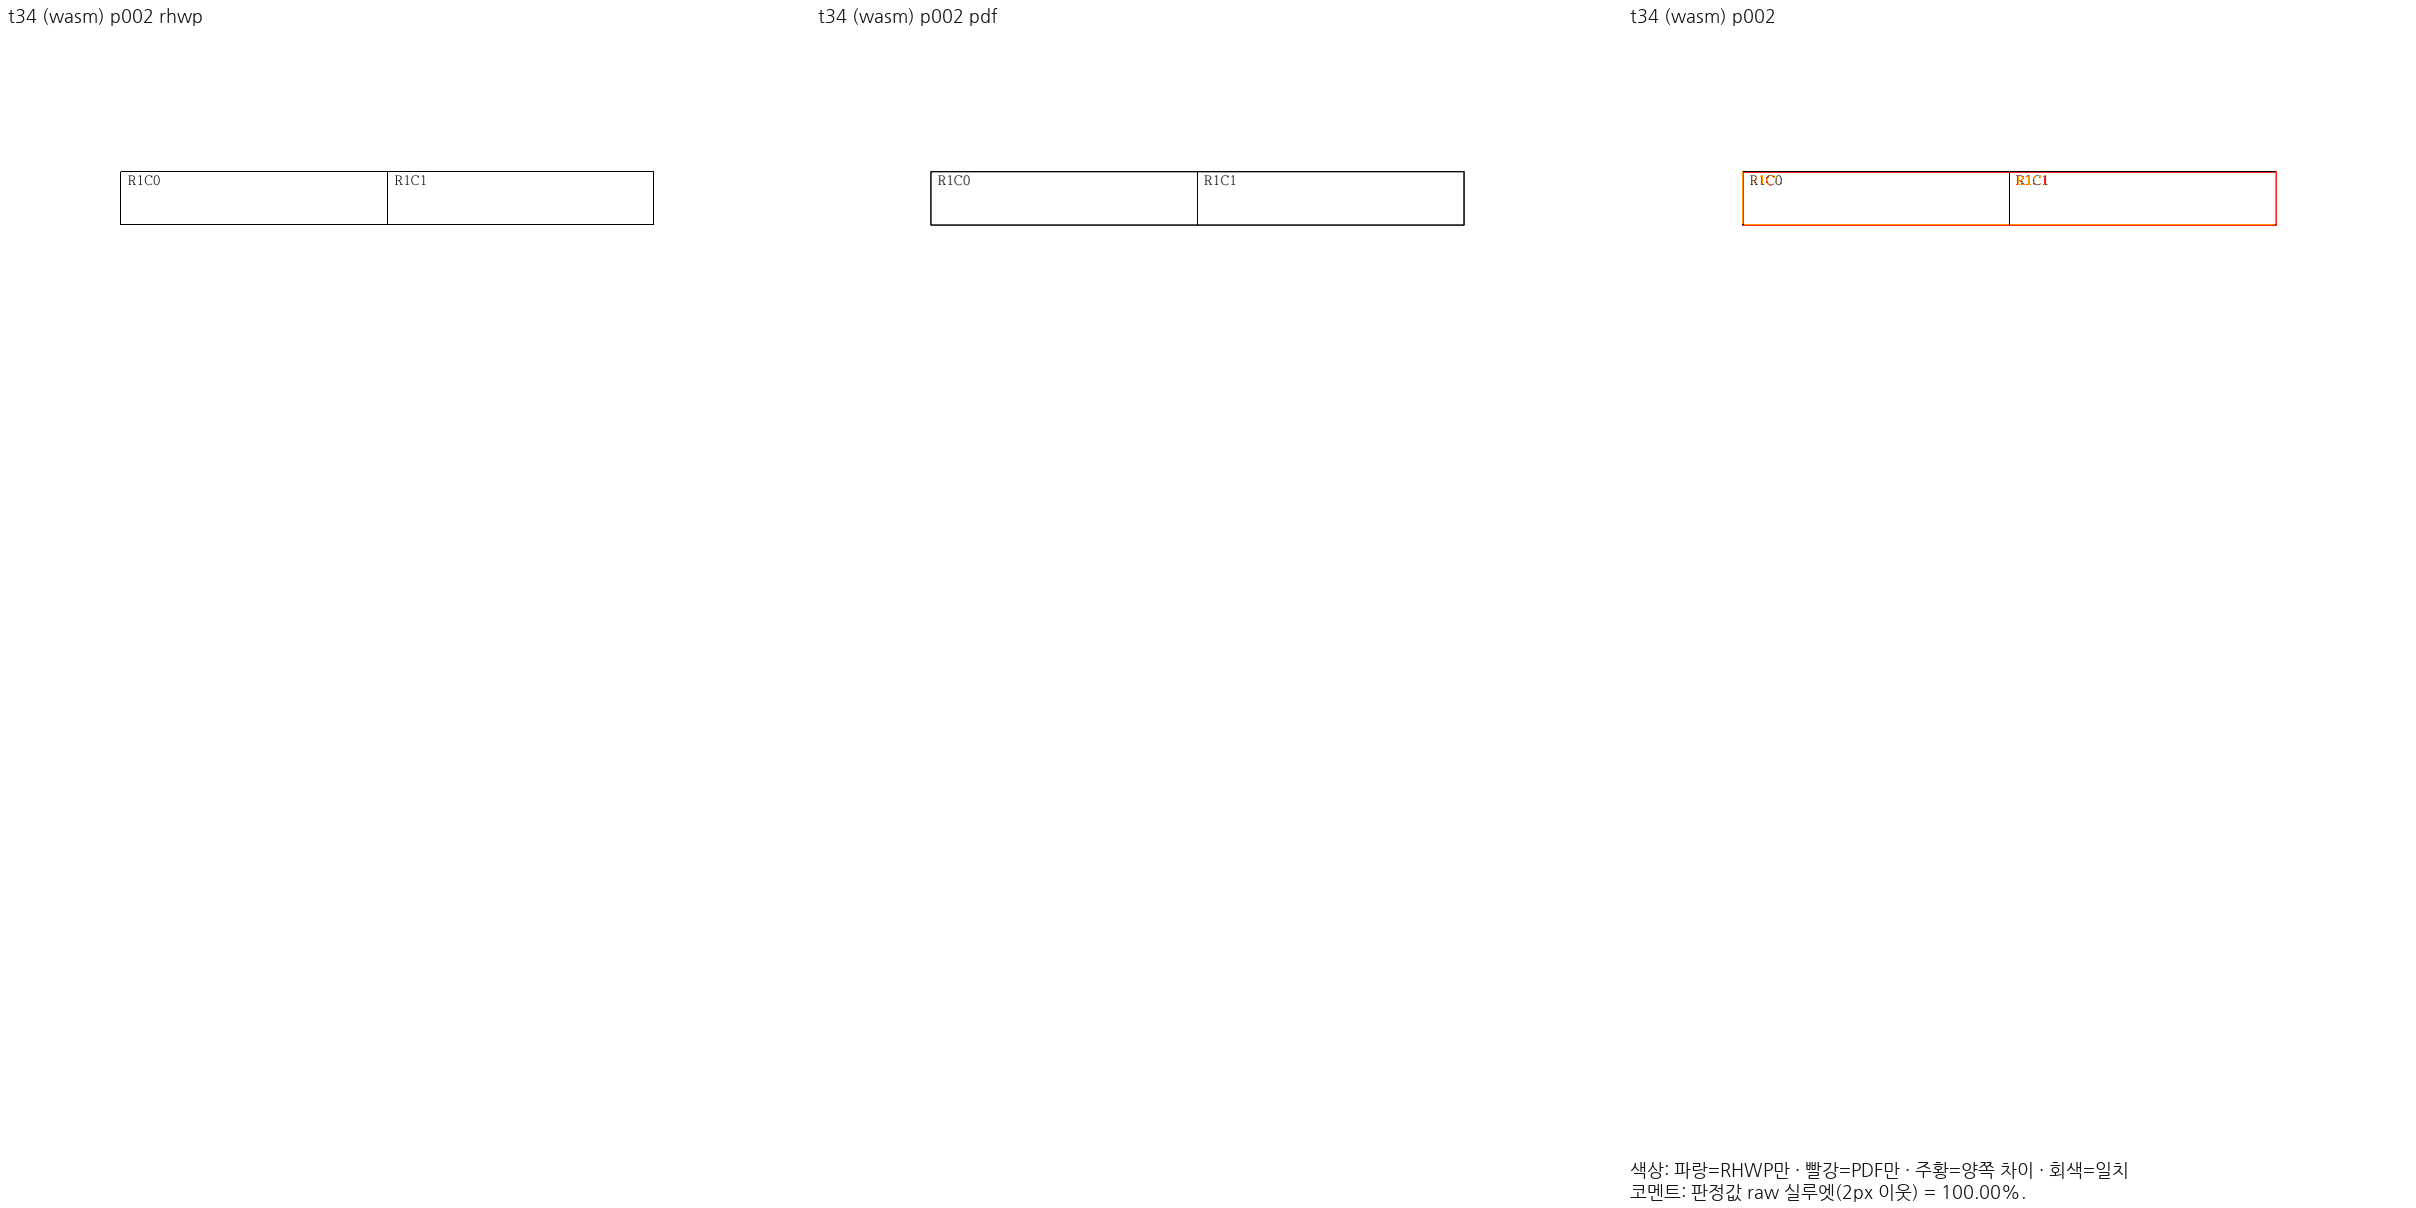 t34 (wasm) p002 rhwp
t34 (wasm) p002 pdf
t34 (wasm) p002
R1C0
R1C1
R1C0
R1C1
R1C0
R1C1
색상: 파랑=RHWP만 · 빨강=PDF만 · 주황=양쪽 차이 · 회색=일치
코멘트: 판정값 raw 실루엣(2px 이웃) = 100.00%.